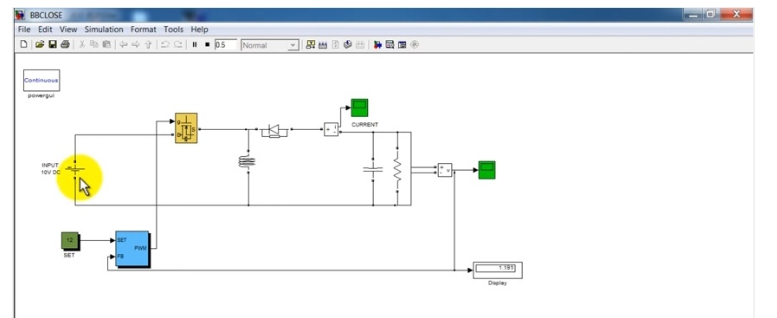 BBCLOSE
File Edit View Simulation Format Tools Help
0.5 Normal
Continuous
powergui
CURRENT
INPUT
10V DC
12
SET
SET
PWM
FB
1.191
Display